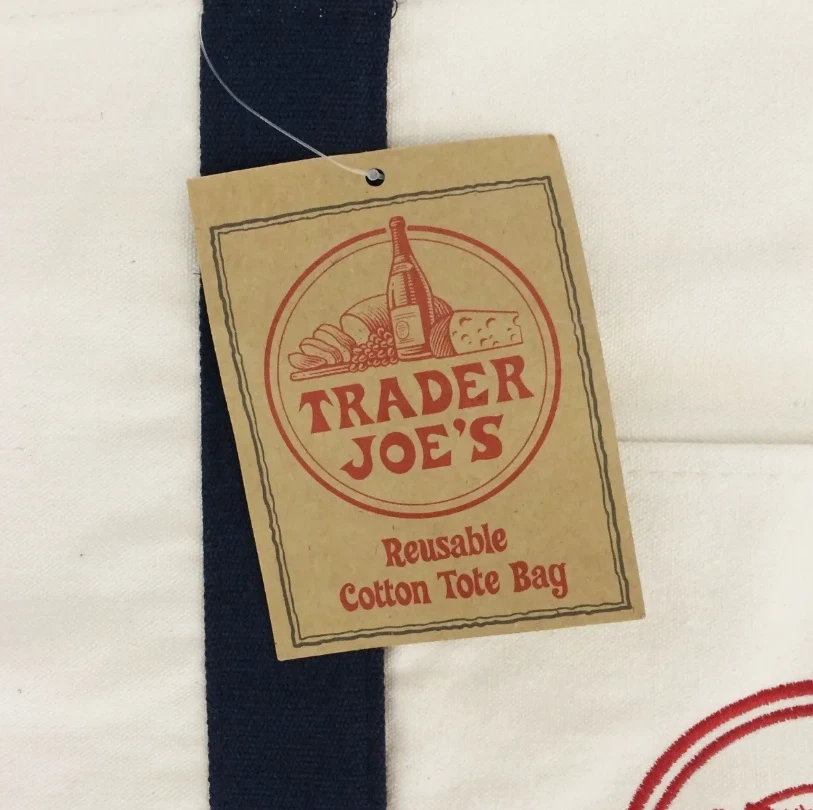 TRADER
JOE'S
Reusable
Cotton Tote Bag